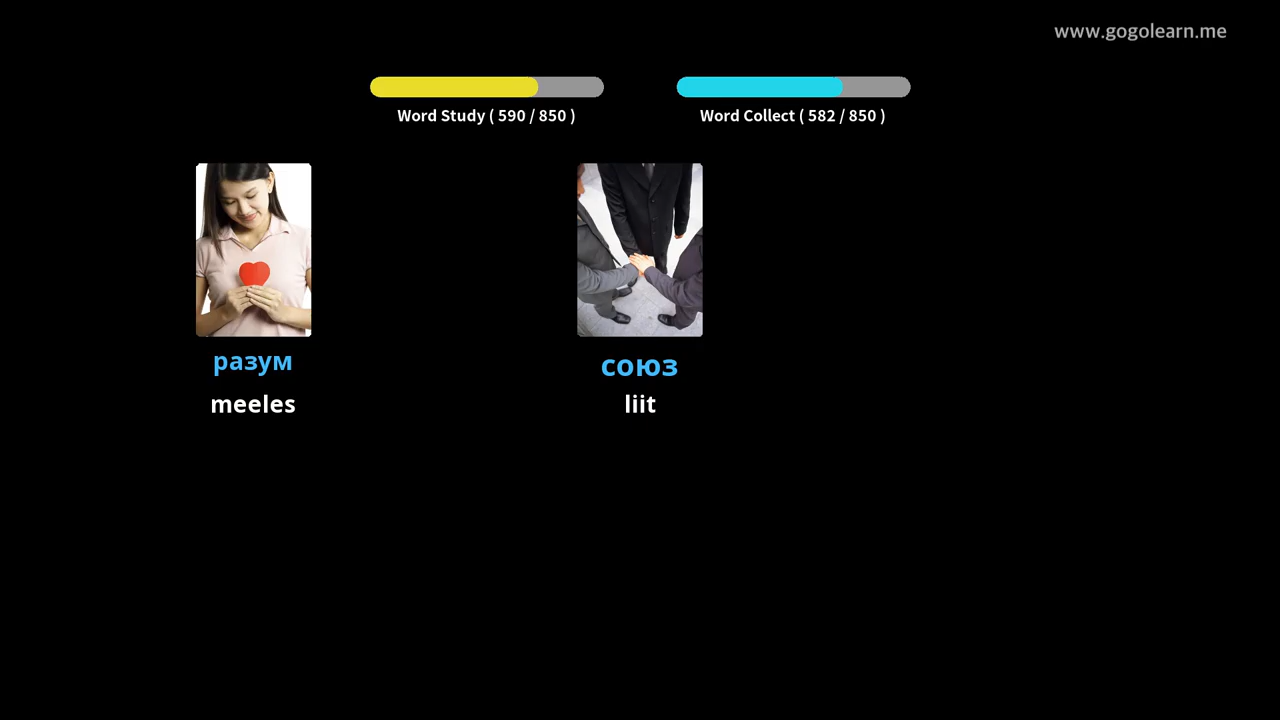 www.gogolearn.me
Word Study ( 590 / 850 )
Word Collect ( 582 / 850 )
разум
meeles
союз
liit